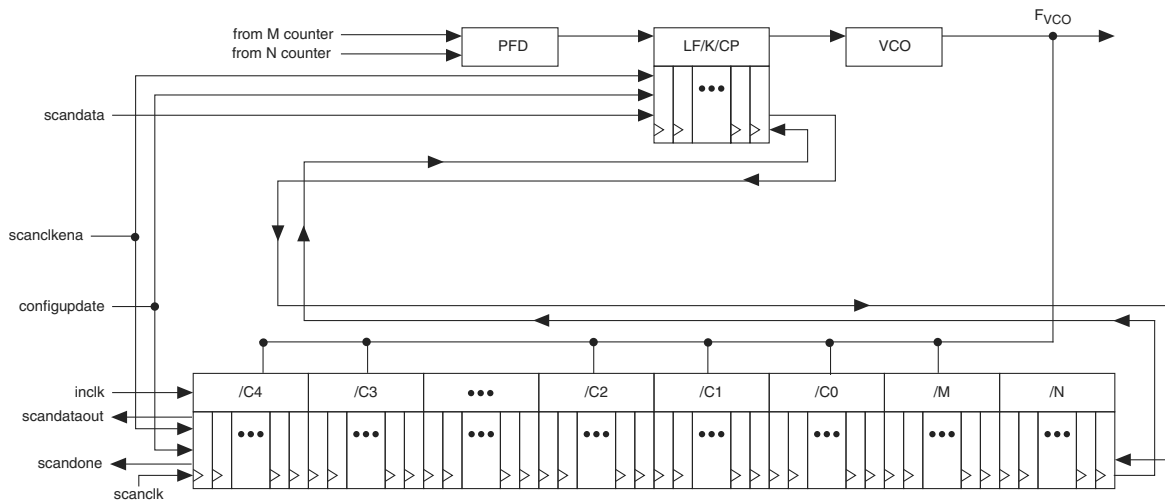 F_VCO
from M counter
from N counter
PFD
LF/K/CP
VCO
•••
scandata
scanclkena
configupdate
inclk
/C4 /C3 ••• /C2 /C1 /C0 /M /N
scandataout
••• ••• ••• ••• ••• ••• ••• •••
scandone
scanclk